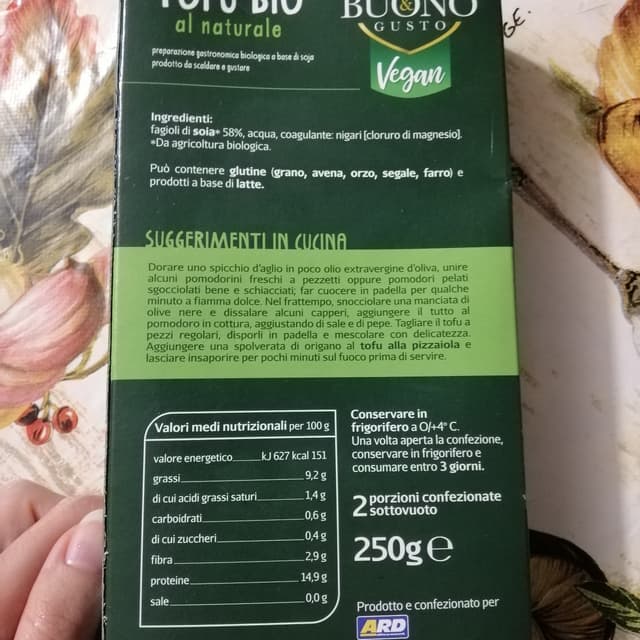 TOFU BIO
al naturale
preparazione gastronomica biologica a base di soja
prodotto da scaldare e gustare
BUONO
&
GUSTO
Vegan
GE.
Ingredienti:
fagioli di soia* 58%, acqua, coagulante: nigari [cloruro di magnesio].
*Da agricoltura biologica.
Può contenere glutine (grano, avena, orzo, segale, farro) e
prodotti a base di latte.
SUGGERIMENTI IN CUCINA
Dorare uno spicchio d'aglio in poco olio extravergine d'oliva, unire
alcuni pomodorini freschi a pezzetti oppure pomodori pelati
sgocciolati bene e schiacciati; far cuocere in padella per qualche
minuto a fiamma dolce. Nel frattempo, snocciolare una manciata di
olive nere e dissalare alcuni capperi, aggiungere il tutto al
pomodoro in cottura, aggiustando di sale e di pepe. Tagliare il tofu a
pezzi regolari, disporli in padella e mescolare con delicatezza.
Aggiungere una spolverata di origano al tofu alla pizzaiola e
lasciare insaporire per pochi minuti sul fuoco prima di servire.
Valori medi nutrizionali per 100 g
valore energetico kJ 627 kcal 151
grassi 9,2 g
di cui acidi grassi saturi 1,4 g
carboidrati 0,6 g
di cui zuccheri 0,4 g
fibra 2,9 g
proteine 14,9 g
sale 0,0 g
Conservare in
frigorifero a 0/+4° C.
Una volta aperta la confezione,
conservare in frigorifero e
consumare entro 3 giorni.
2 porzioni confezionate
sottovuoto
250g e
Prodotto e confezionato per
ARD